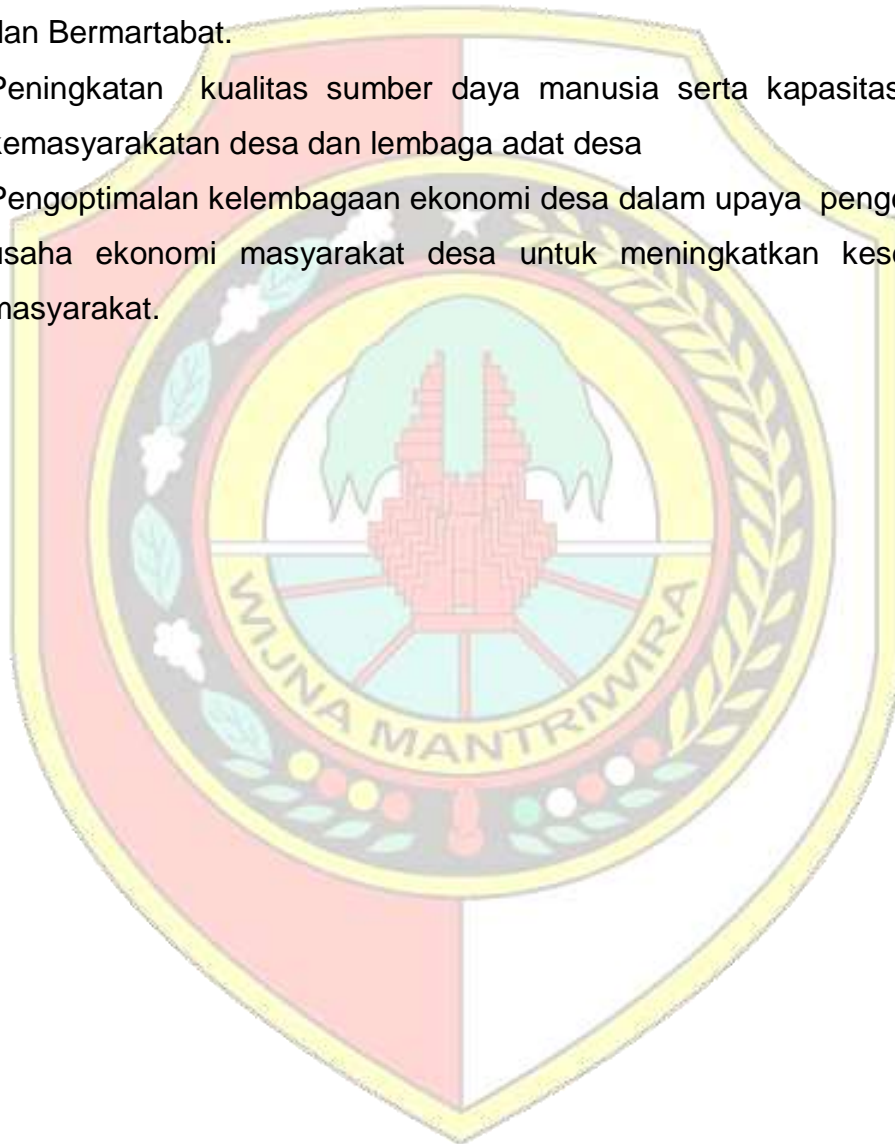 dan Bermartabat.
Peningkatan kualitas sumber daya manusia serta kapasitas
kemasyarakatan desa dan lembaga adat desa
Pengoptimalan kelembagaan ekonomi desa dalam upaya
usaha ekonomi masyarakat desa untuk meningkatkan
masyarakat.
WIJNA MANTRIWIRA